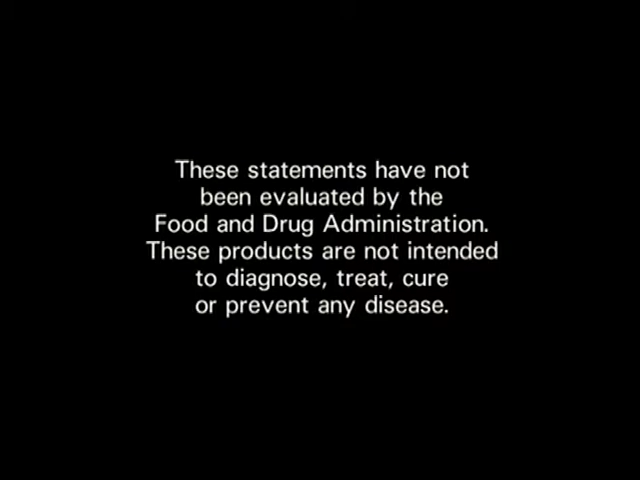 These statements have not
been evaluated by the
Food and Drug Administration.
These products are not intended
to diagnose, treat, cure
or prevent any disease.